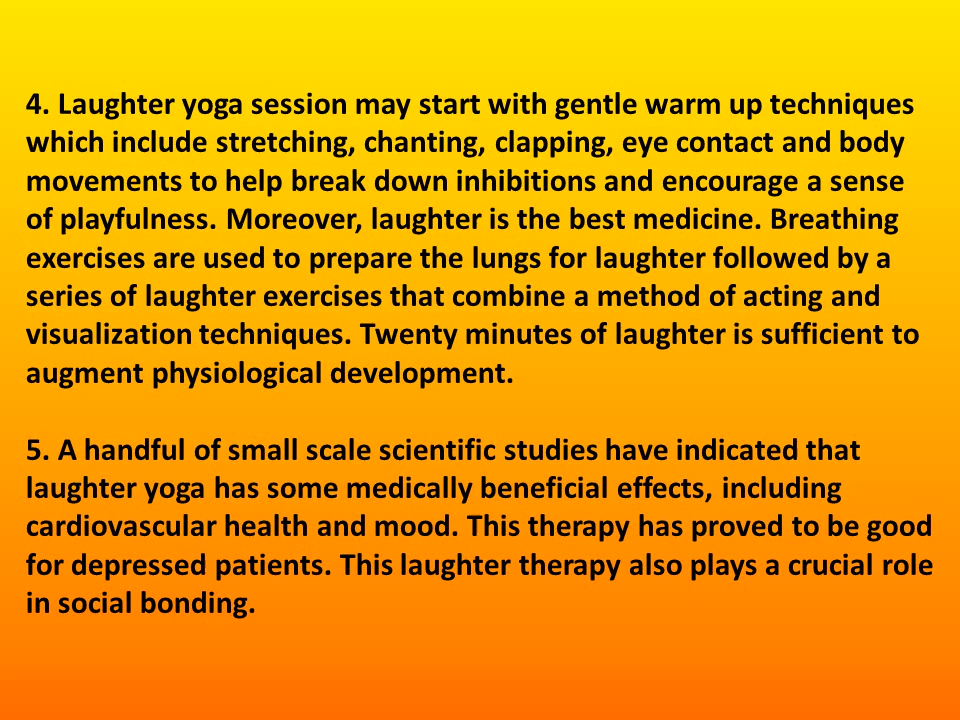 4. Laughter yoga session may start with gentle warm up techniques
which include stretching, chanting, clapping, eye contact and body
movements to help break down inhibitions and encourage a sense
of playfulness. Moreover, laughter is the best medicine. Breathing
exercises are used to prepare the lungs for laughter followed by a
series of laughter exercises that combine a method of acting and
visualization techniques. Twenty minutes of laughter is sufficient to
augment physiological development.
5. A handful of small scale scientific studies have indicated that
laughter yoga has some medically beneficial effects, including
cardiovascular health and mood. This therapy has proved to be good
for depressed patients. This laughter therapy also plays a crucial role
in social bonding.